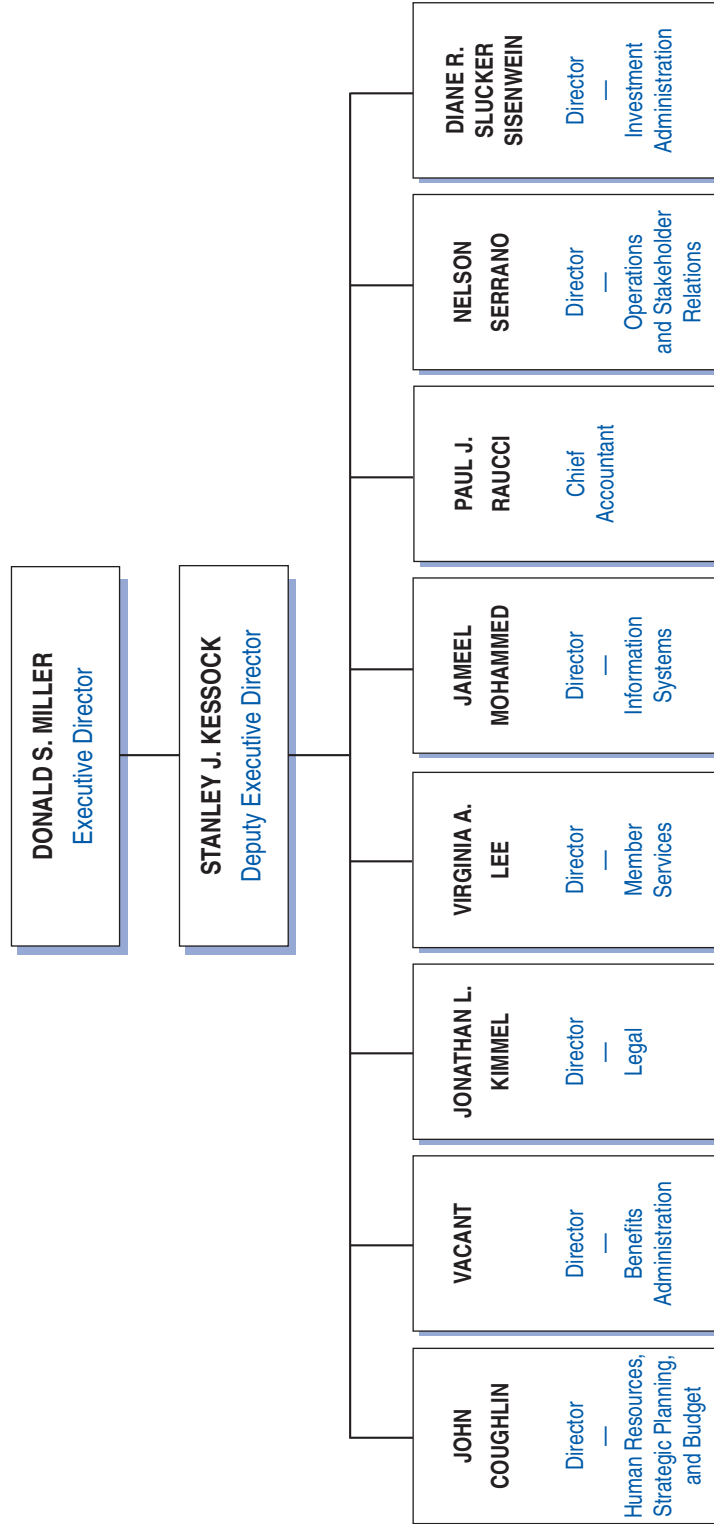 DONALD S. MILLER
Executive Director
STANLEY J. KESSOCK
Deputy Executive Director
JOHN
COUGHLIN
Director
—
Human Resources,
Strategic Planning,
and Budget
VACANT
Director
—
Benefits
Administration
JONATHAN L.
KIMMEL
Director
—
Legal
VIRGINIA A.
LEE
Director
—
Member
Services
JAMEEL
MOHAMMED
Director
—
Information
Systems
PAUL J.
RAUCCI
Chief
Accountant
NELSON
SERRANO
Director
—
Operations
and Stakeholder
Relations
DIANE R.
SLUCKER
SISENWEIN
Director
—
Investment
Administration